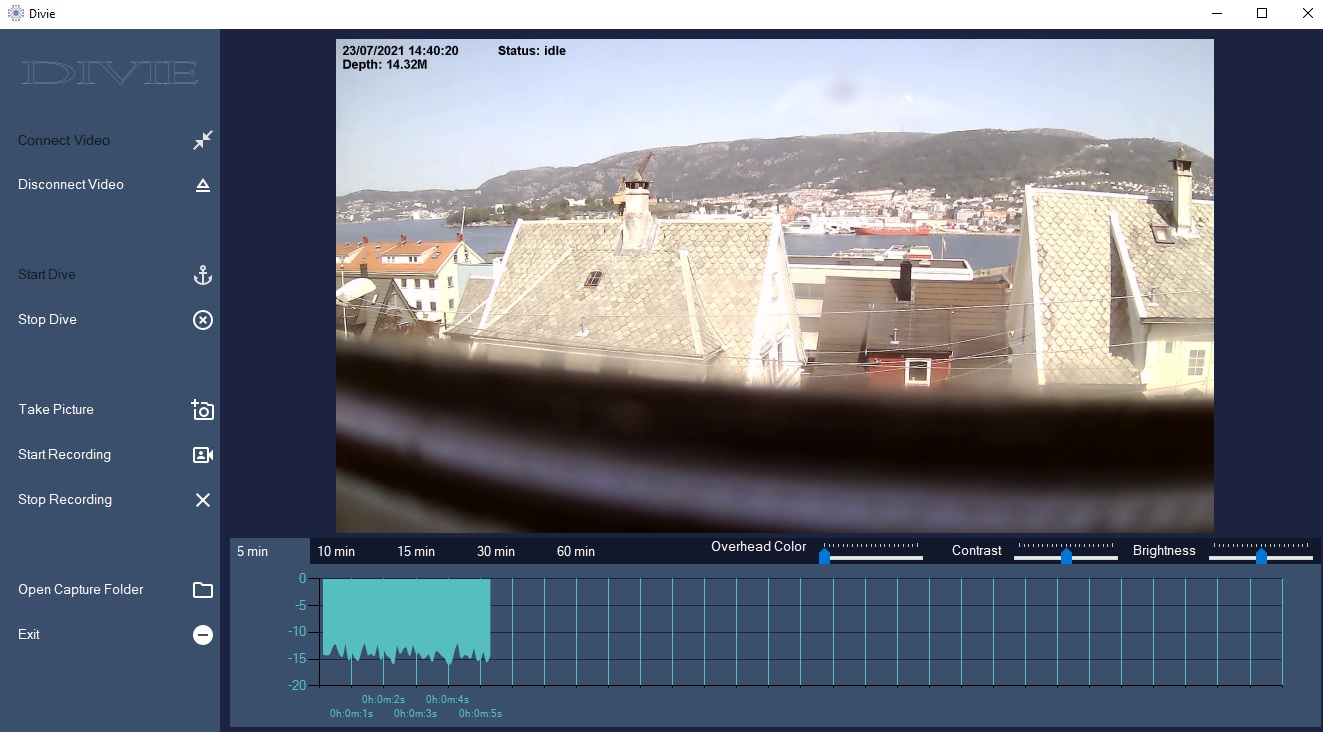 Divie
DIVIE
Connect Video
Disconnect Video
Start Dive
Stop Dive
Take Picture
Start Recording
Stop Recording
Open Capture Folder
Exit
23/07/2021 14:40:20 Status: idle
Depth: 14.32M
5 min 10 min 15 min 30 min 60 min Overhead Color Contrast Brightness
0
-5
-10
-15
-20
0h:0m:2s 0h:0m:4s
0h:0m:1s 0h:0m:3s 0h:0m:5s